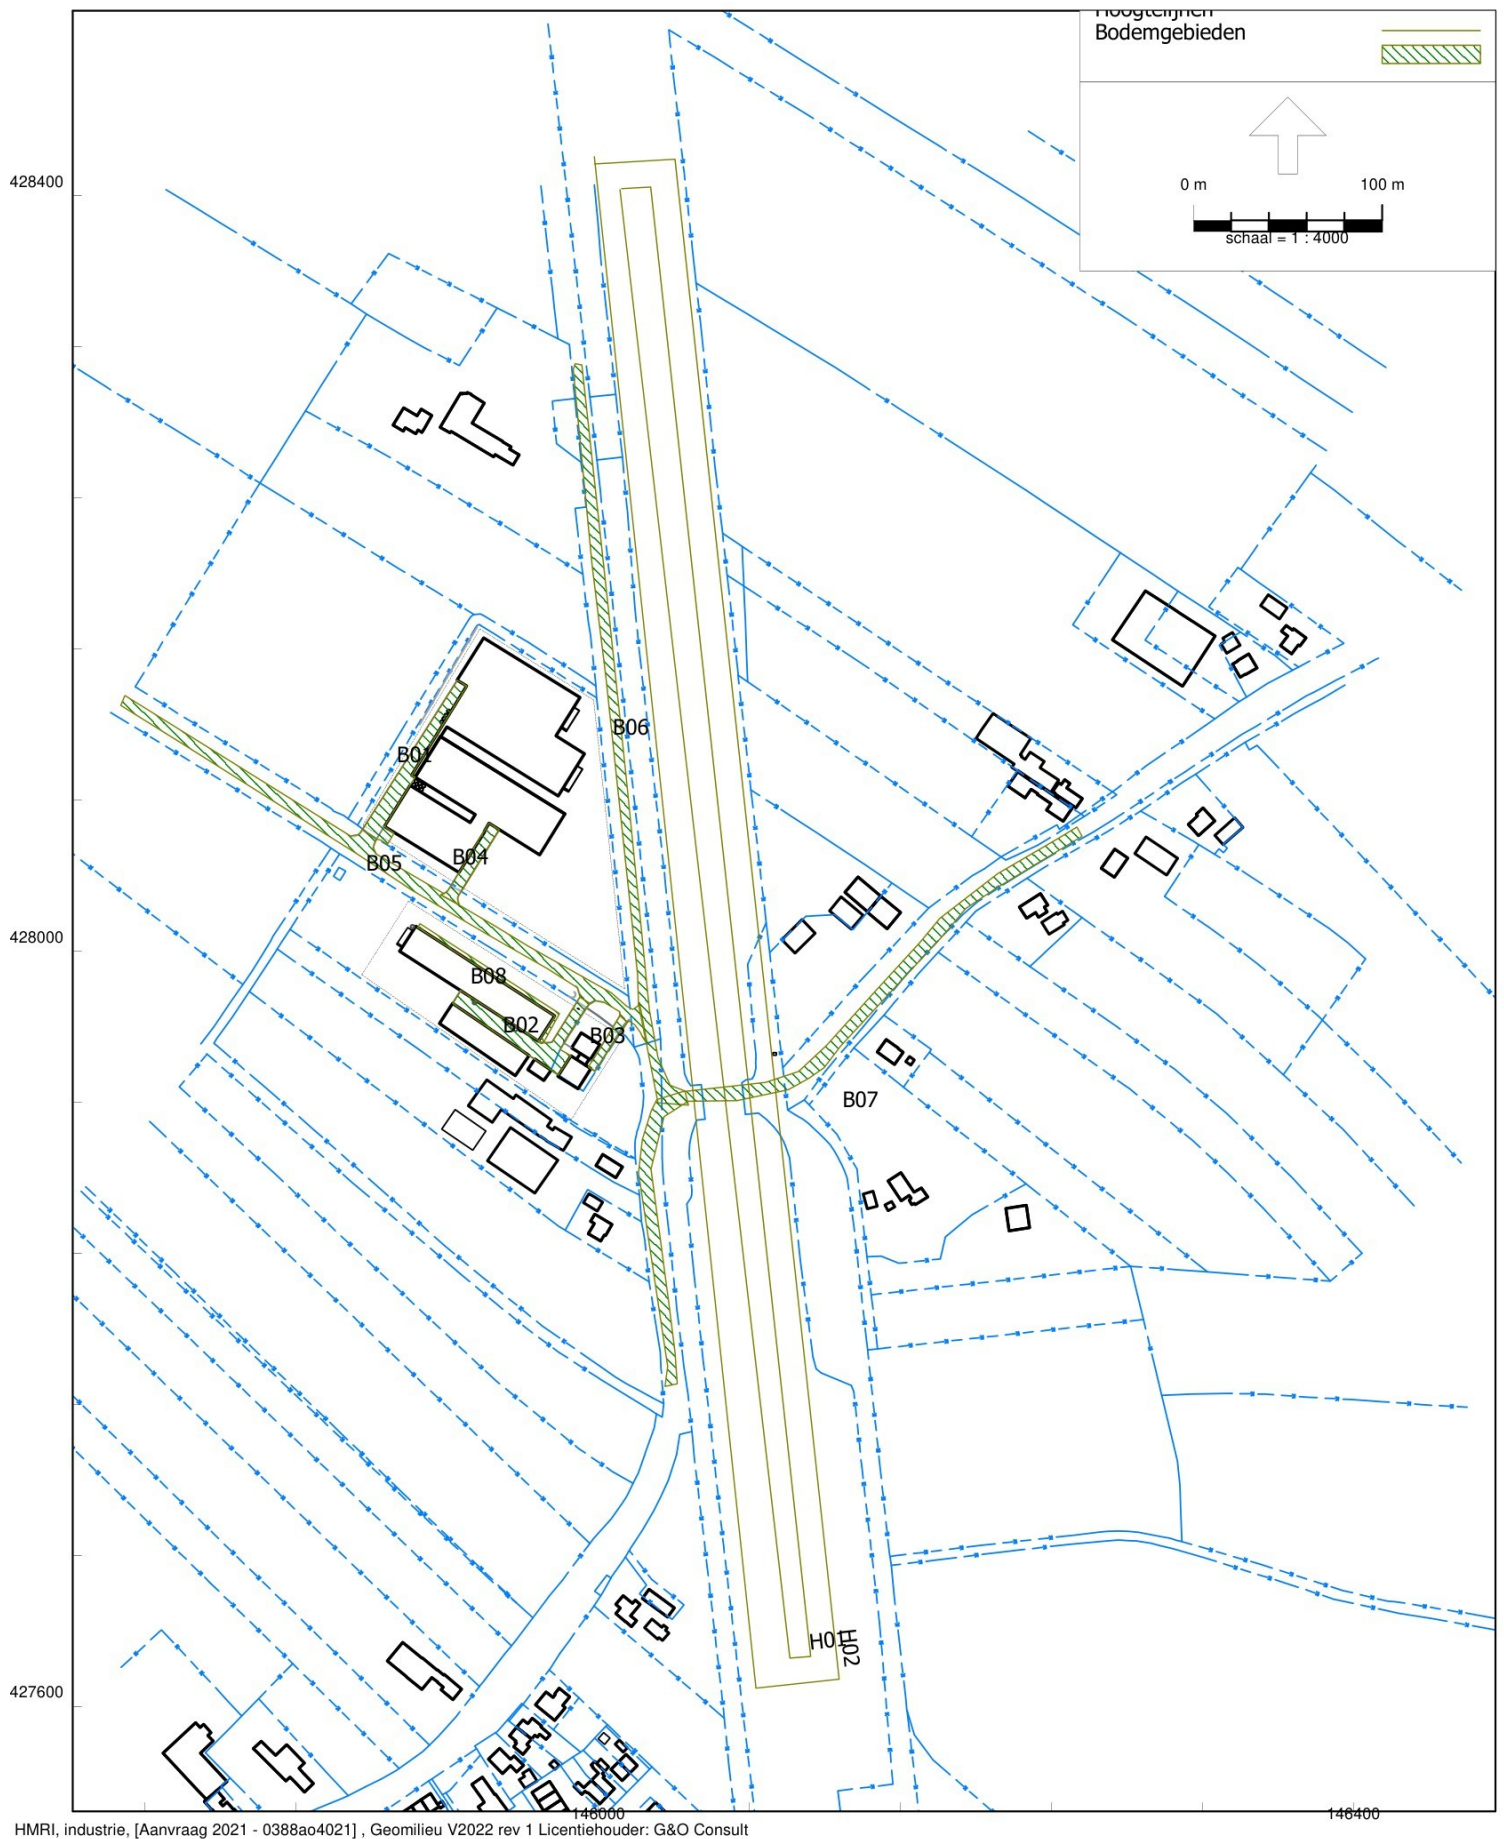 Hoogtelijnen
Bodemgebieden
0 m 100 m
schaal = 1 : 4000
428400
B06
B01
B04
B05
428000
B08
B02
B03
B07
H01
H02
427600
146000
146400
HMRI, industrie, [Aanvraag 2021 - 0388ao4021] , Geomilieu V2022 rev 1 Licentiehouder: G&O Consult